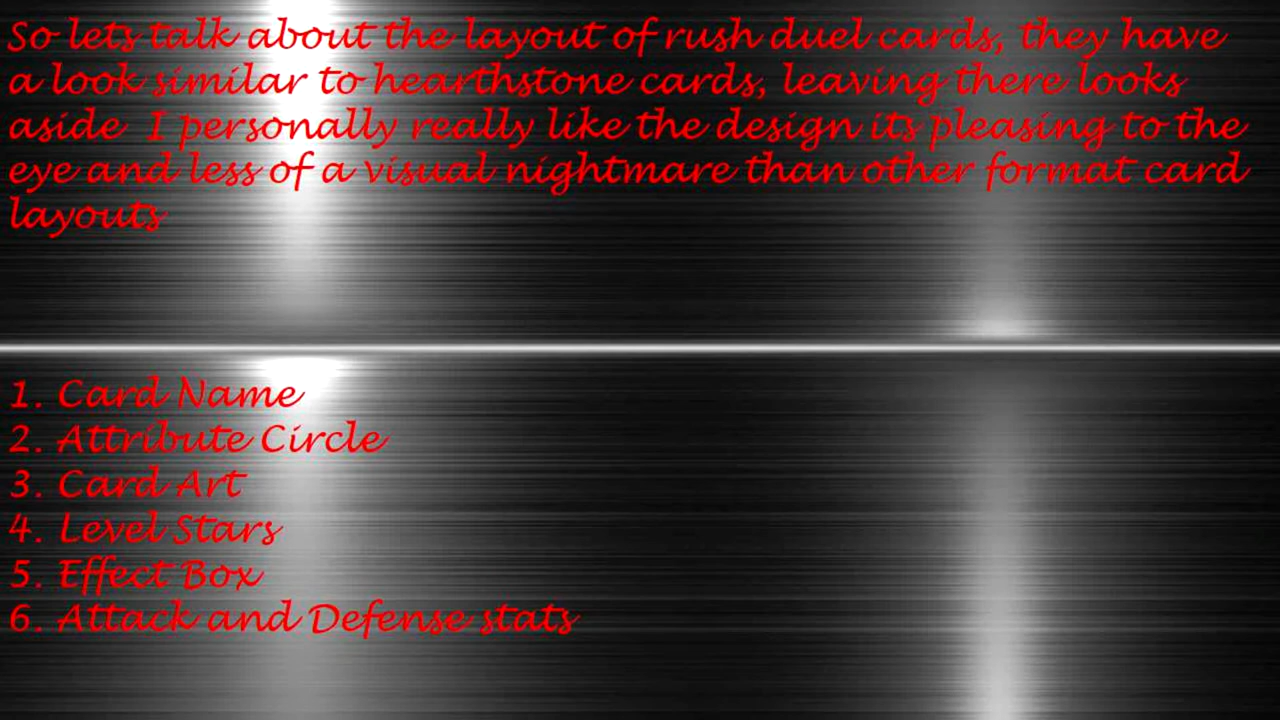 So lets talk about the layout of rush duel cards, they have
a look similar to hearthstone cards, leaving there looks
aside I personally really like the design its pleasing to the
eye and less of a visual nightmare than other format card
layouts
1. Card Name
2. Attribute Circle
3. Card Art
4. Level Stars
5. Effect Box
6. Attack and Defense stats